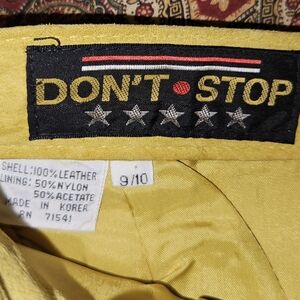 DON'T•STOP
SHELL:100%LEATHER
LINING: 50%NYLON
50%ACETATE
MADE IN KOREA
RN 71541
9/10